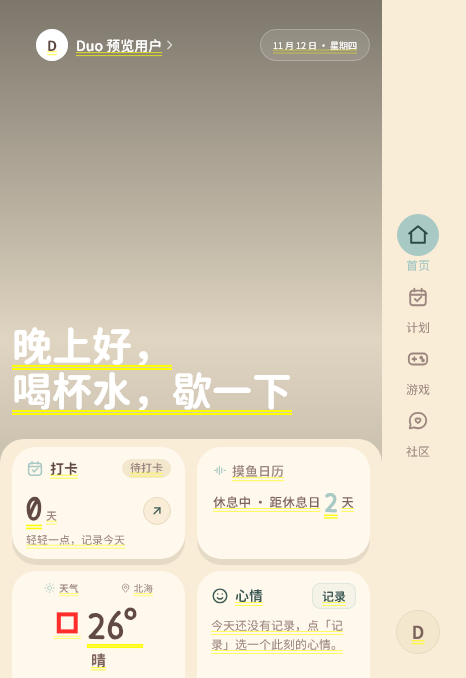 D Duo 预览用户
11 月 12 日 • 星期四
晚上好，
喝杯水，歇一下
打卡
待打卡
0 天
轻轻一点，记录今天
摸鱼日历
休息中 • 距休息日 2 天
天气
北海
26°
晴
心情
记录
今天还没有记录，点「记
录」选一个此刻的心情。
首页
计划
游戏
社区
D